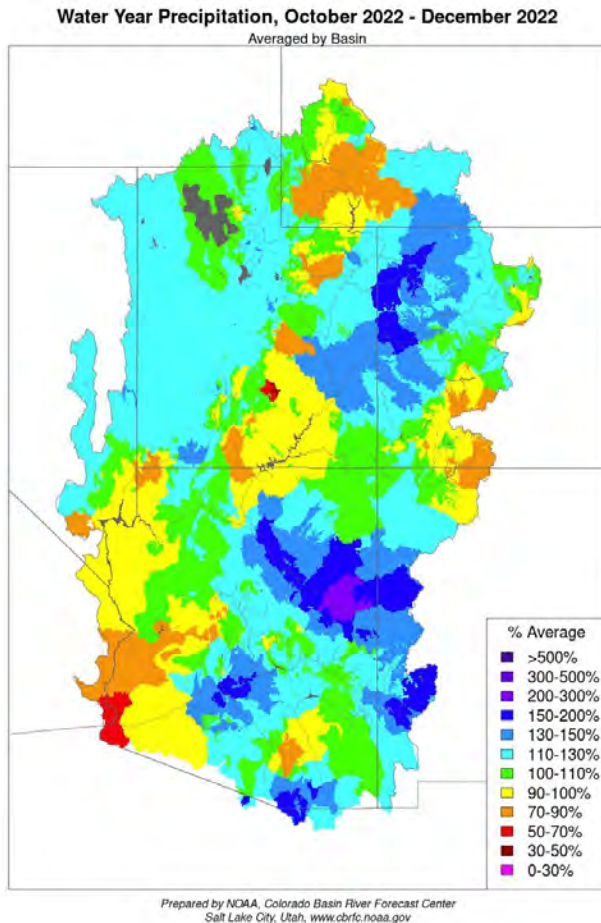 Water Year Precipitation, October 2022 - December 2022
Averaged by Basin
% Average
>500%
300-500%
200-300%
150-200%
130-150%
110-130%
100-110%
90-100%
70-90%
50-70%
30-50%
0-30%
Prepared by NOAA, Colorado Basin River Forecast Center
Salt Lake City, Utah, www.cbrfc.noaa.gov